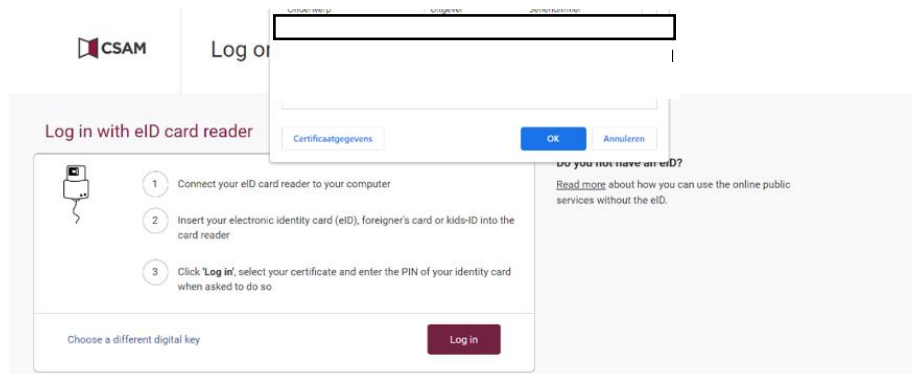 Onderwerp Uitgever Serienummer
CSAM
Log on
Certificaatgegevens
OK
Annuleren
Log in with eID card reader
1 Connect your eID card reader to your computer
2 Insert your electronic identity card (eID), foreigner's card or kids-ID into the
card reader
3 Click 'Log in', select your certificate and enter the PIN of your identity card
when asked to do so
Choose a different digital key
Log in
Do you not have an eID?
Read more about how you can use the online public
services without the eID.